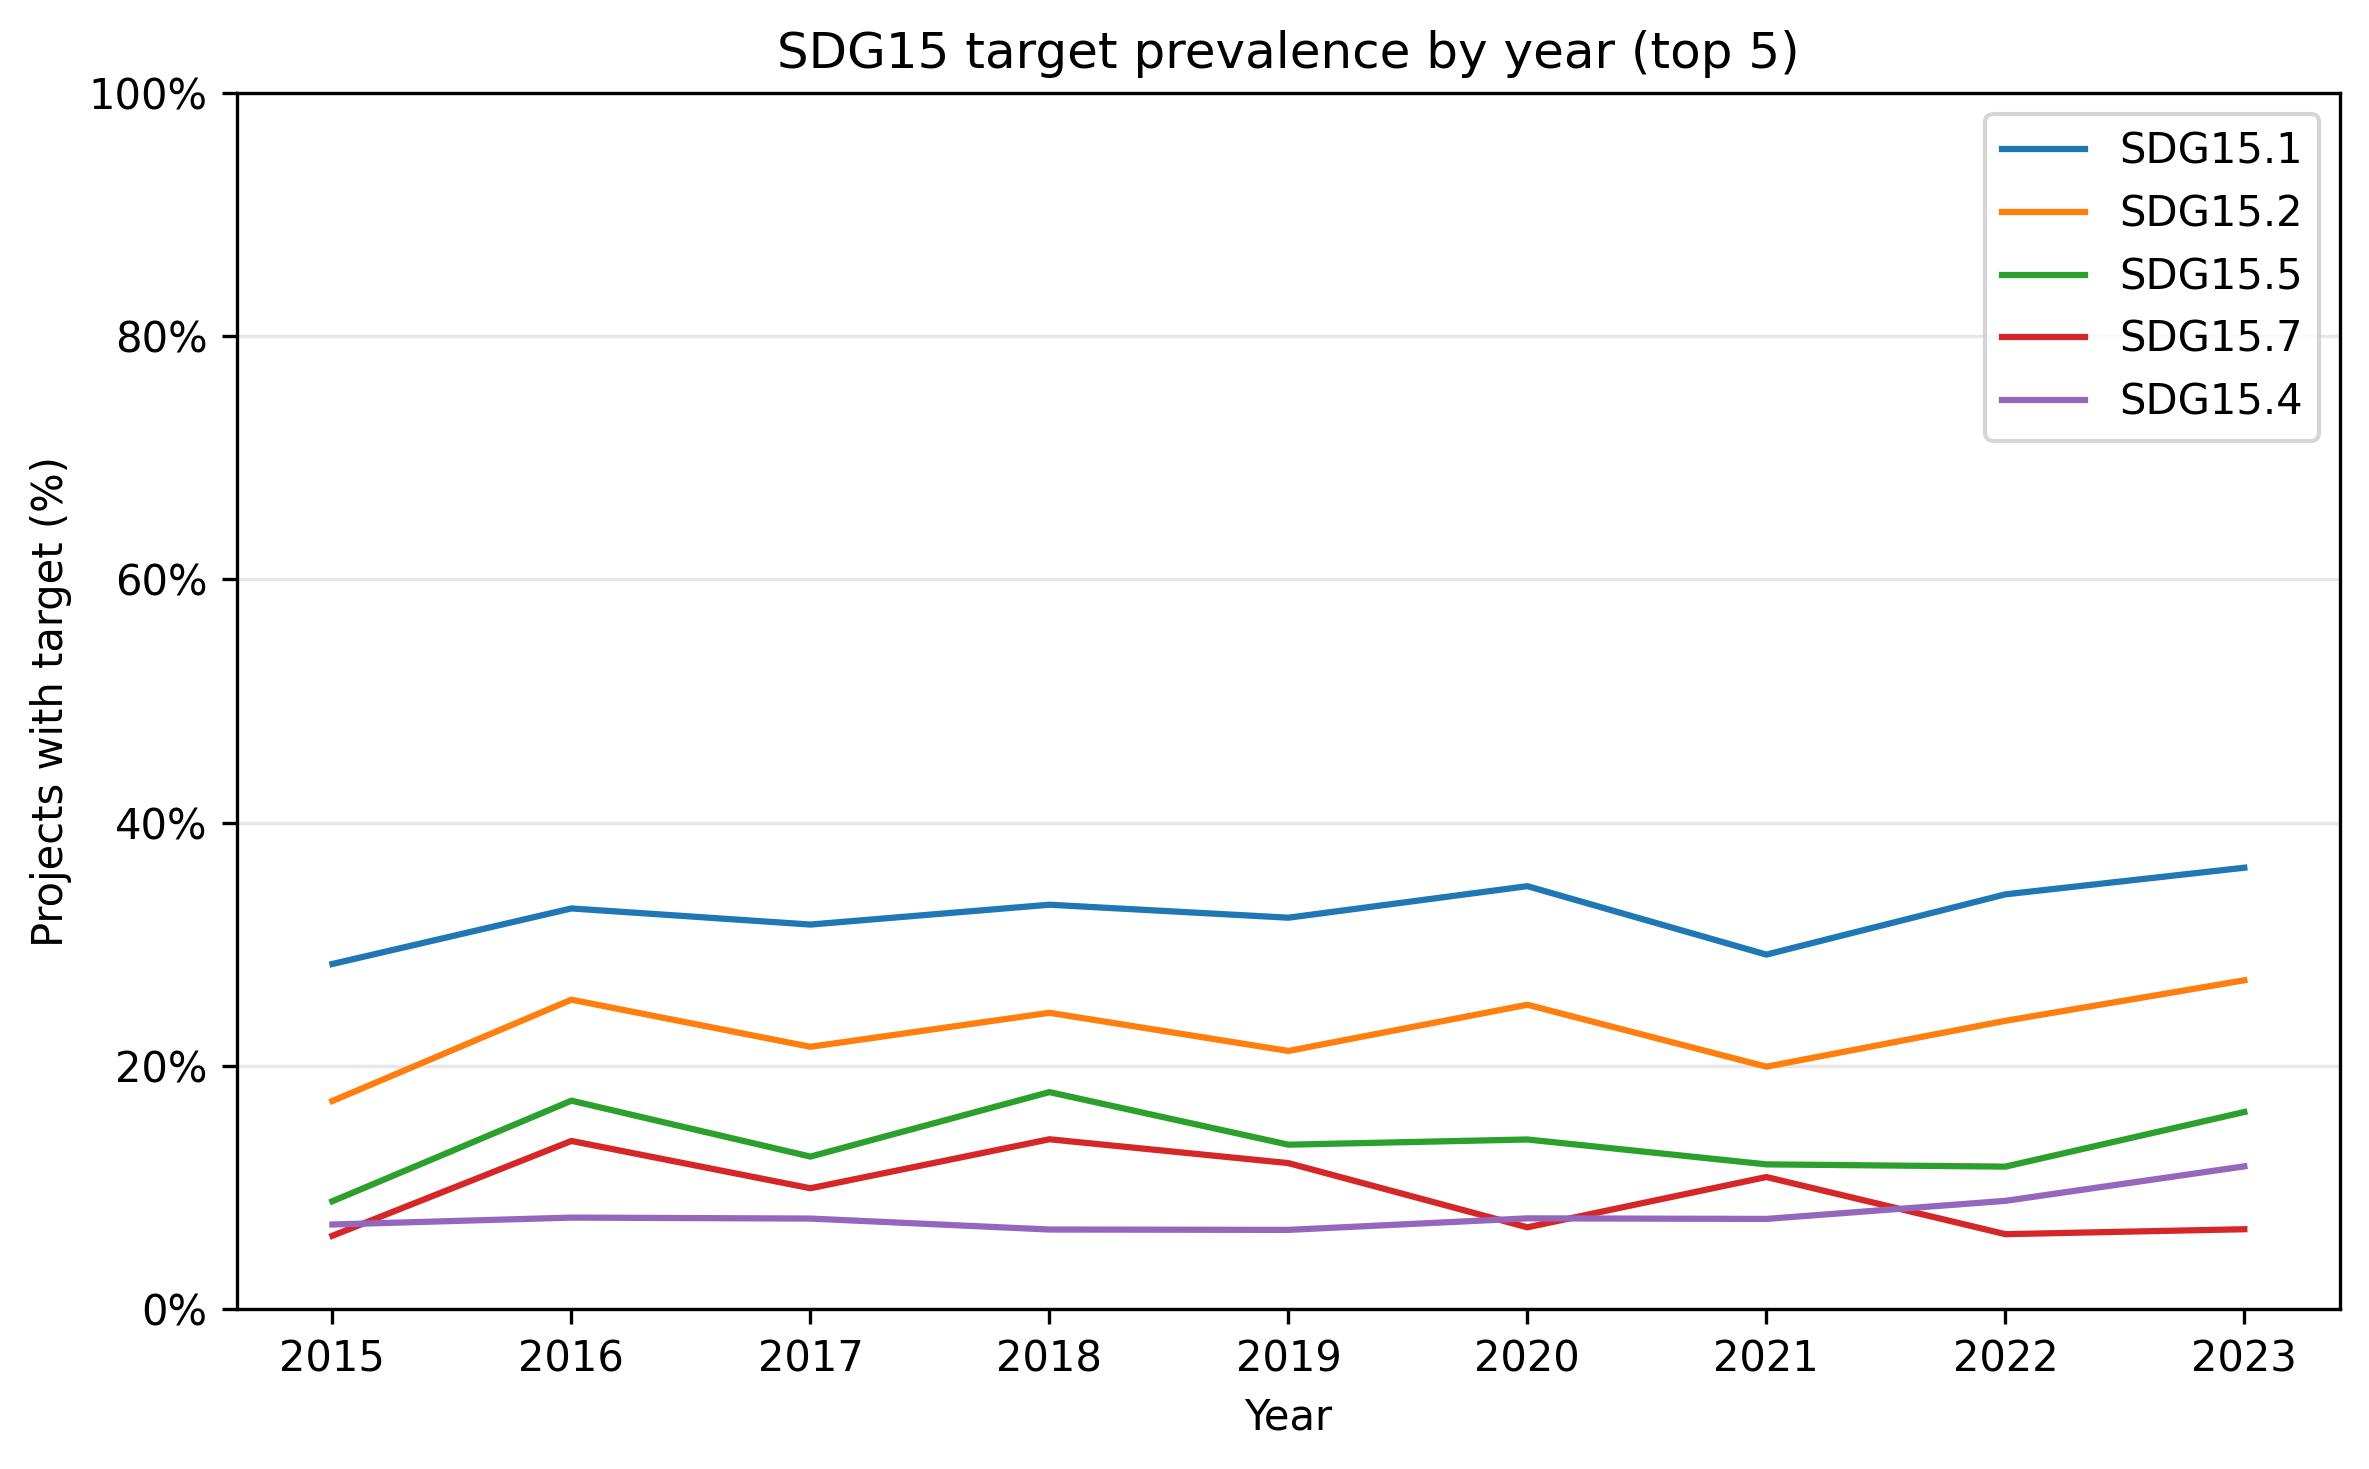 SDG15 target prevalence by year (top 5)
100%
80%
60%
40%
20%
0%
Projects with target (%)
SDG15.1
SDG15.2
SDG15.5
SDG15.7
SDG15.4
2015 2016 2017 2018 2019 2020 2021 2022 2023
Year